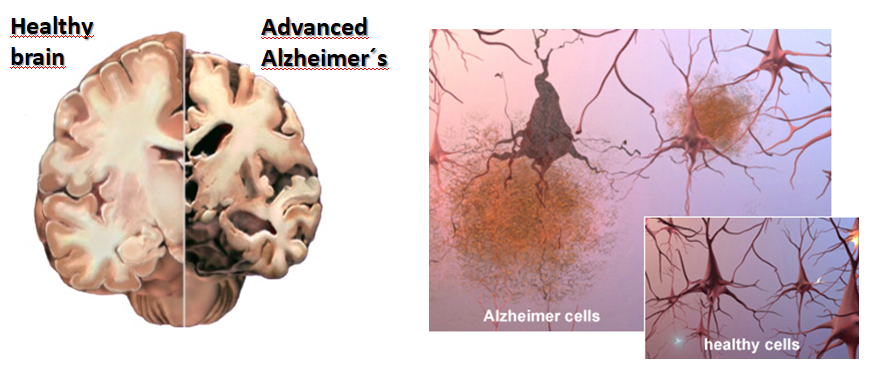 Healthy
brain
Advanced
Alzheimer´s
Alzheimer cells
healthy cells